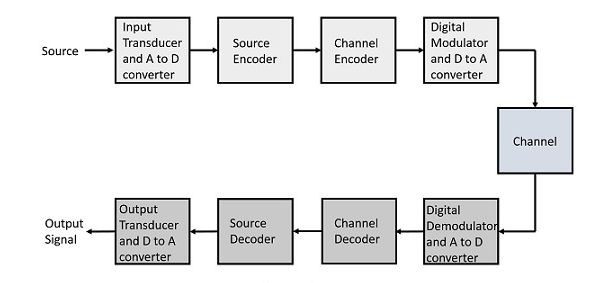 Source
Input
Transducer
and A to D
converter
Source
Encoder
Channel
Encoder
Digital
Modulator
and D to A
converter
Channel
Output
Signal
Output
Transducer
and D to A
converter
Source
Decoder
Channel
Decoder
Digital
Demodulator
and A to D
converter